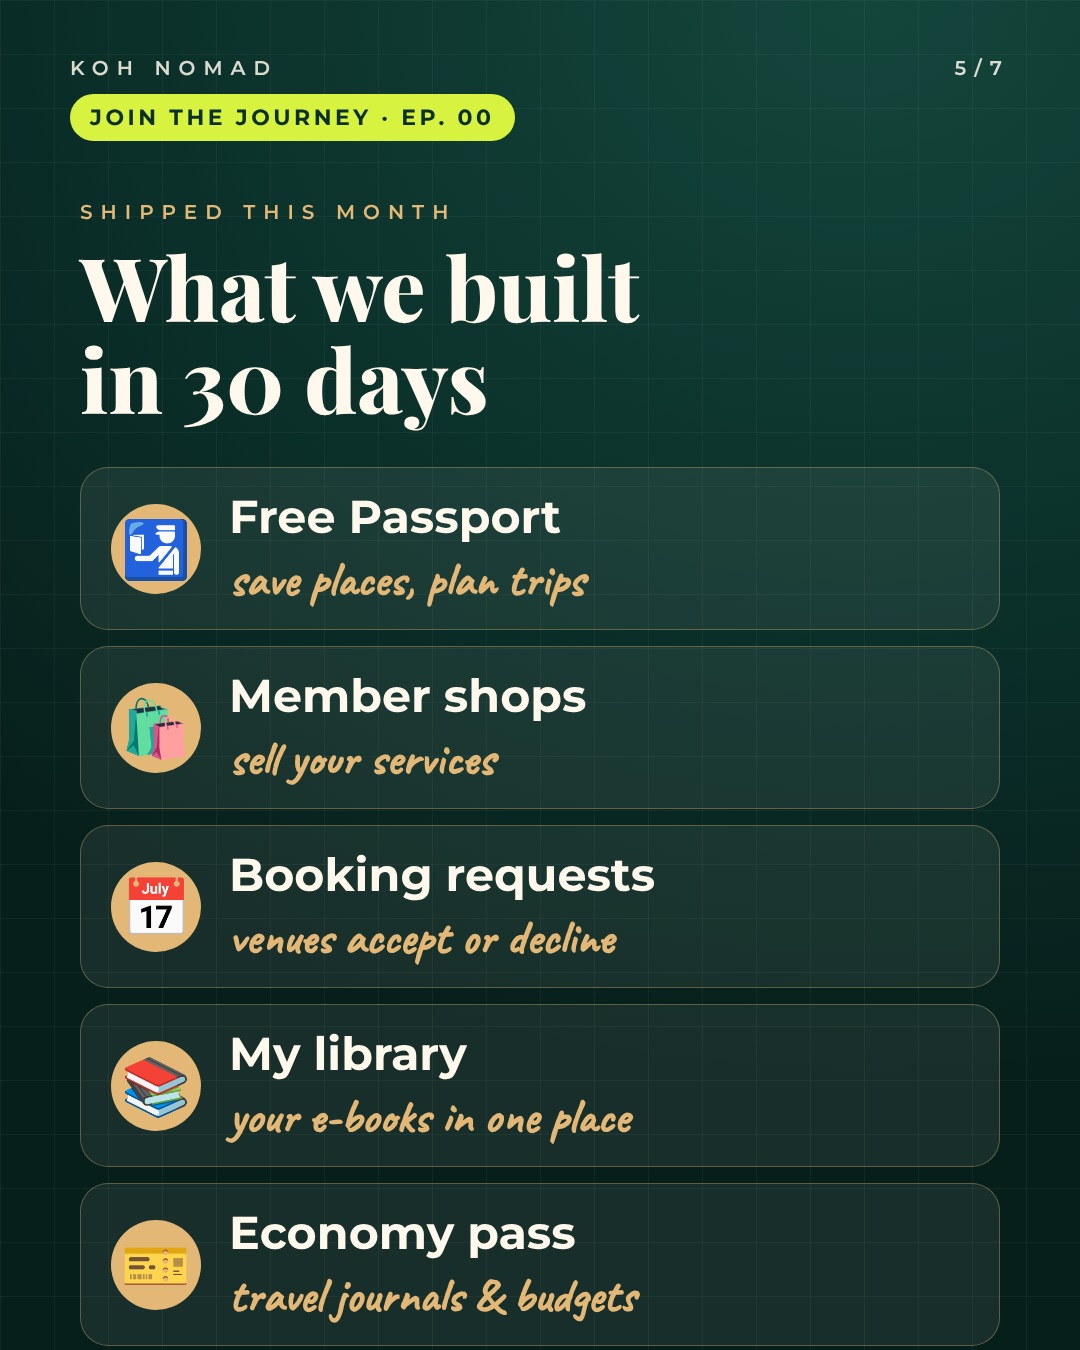 KOH NOMAD
5/7
JOIN THE JOURNEY · EP. 00
SHIPPED THIS MONTH
What we built
in 30 days
Free Passport
save places, plan trips
Member shops
sell your services
July
17
Booking requests
venues accept or decline
My library
your e-books in one place
Economy pass
travel journals & budgets